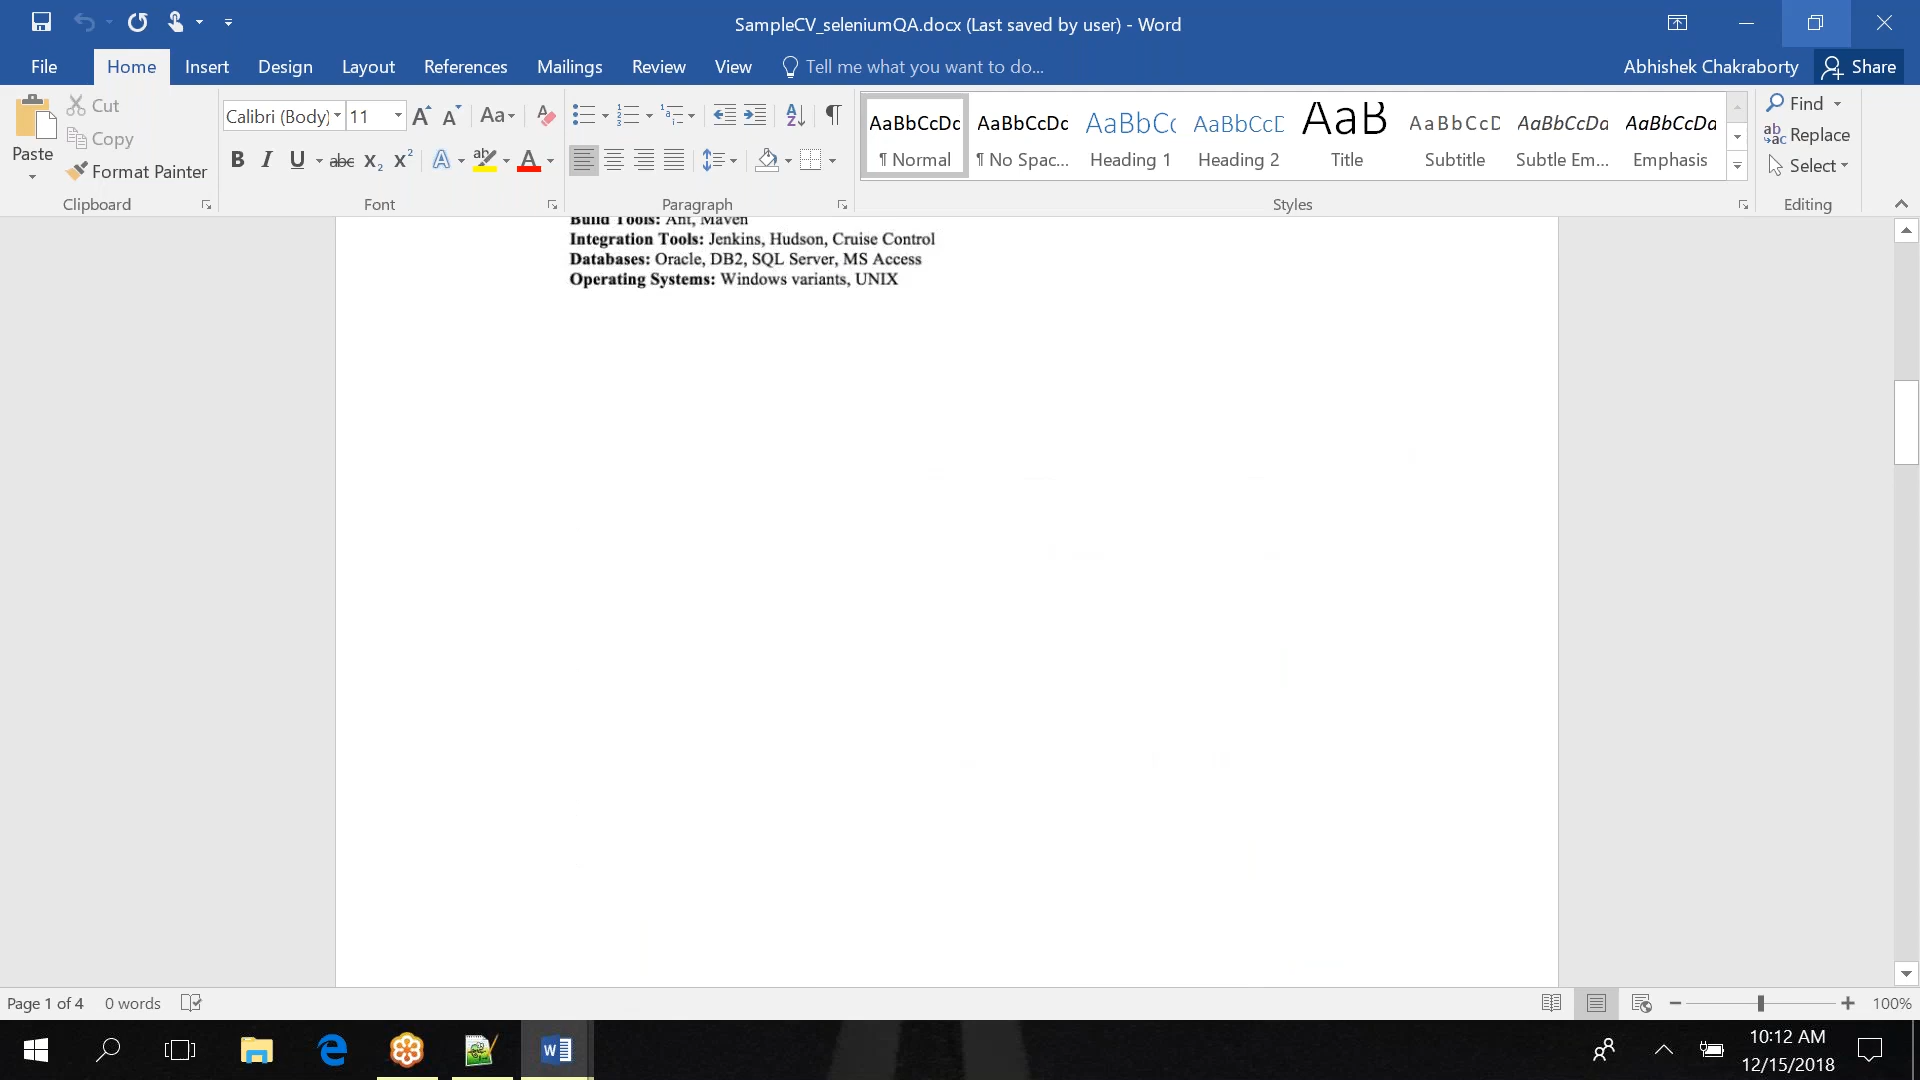 SampleCV_seleniumQA.docx (Last saved by user) - Word
File Home Insert Design Layout References Mailings Review View Tell me what you want to do... Abhishek Chakraborty Share
Cut
Copy
Paste
Format Painter
Clipboard
Calibri (Body) 11
Font
Paragraph
AaBbCcDc AaBbCcDc AaBbCc AaBbCcD AaB AaBbCcD AaBbCcDa AaBbCcDa
¶ Normal ¶ No Spac... Heading 1 Heading 2 Title Subtitle Subtle Em... Emphasis
Styles
Find
Replace
Select
Editing
Build Tools: Ant, Maven
Integration Tools: Jenkins, Hudson, Cruise Control
Databases: Oracle, DB2, SQL Server, MS Access
Operating Systems: Windows variants, UNIX
Page 1 of 4 0 words 100%
10:12 AM
12/15/2018